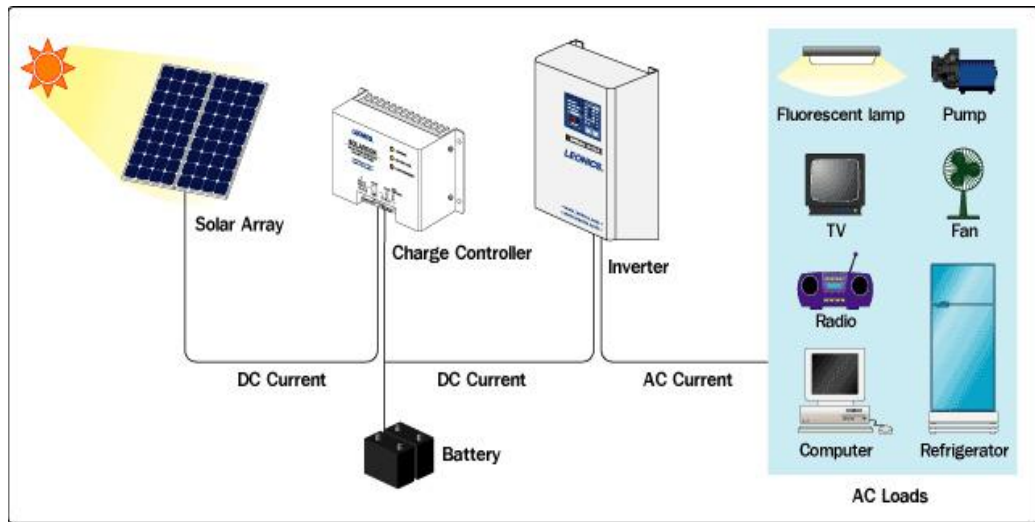 Fluorescent lamp
Pump
LEONICS
SOLARCON
LEONICS
Solar Array
Charge Controller
Inverter
TV
Fan
Radio
DC Current
DC Current
AC Current
Battery
Computer
Refrigerator
AC Loads